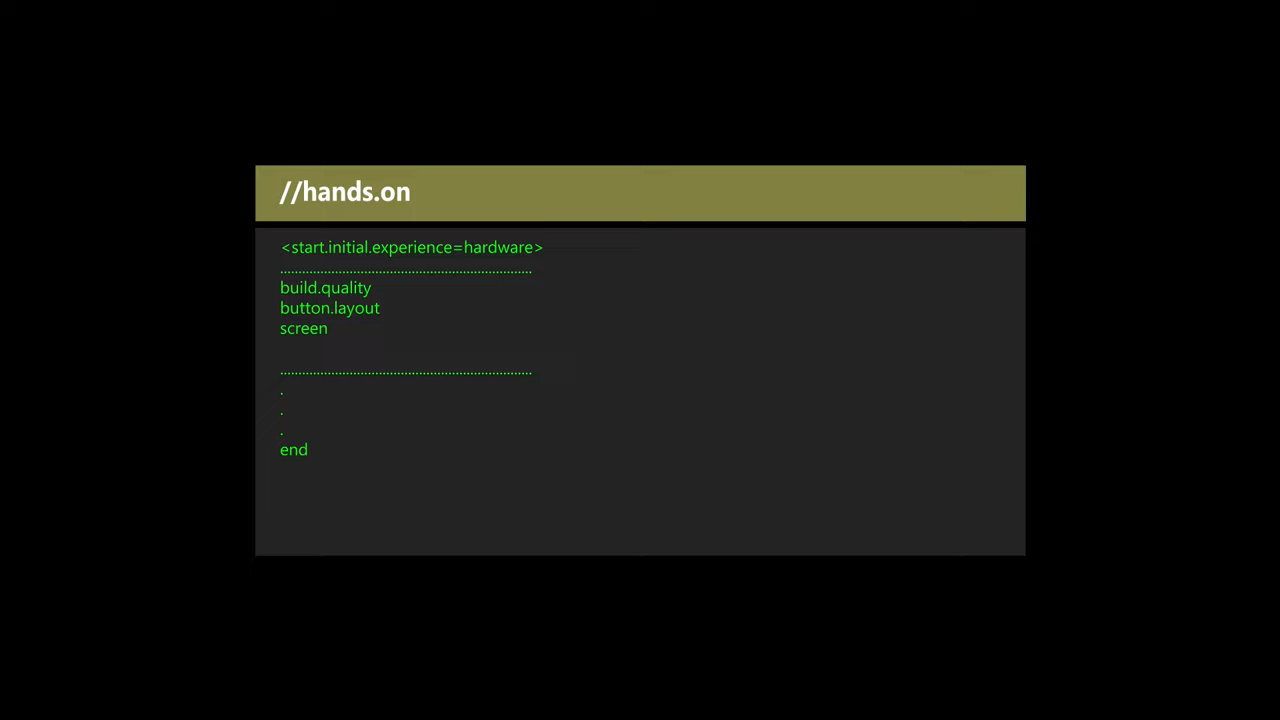 //hands.on
<start.initial.experience=hardware>
.....................................................................
build.quality
button.layout
screen
.....................................................................
.
.
.
end